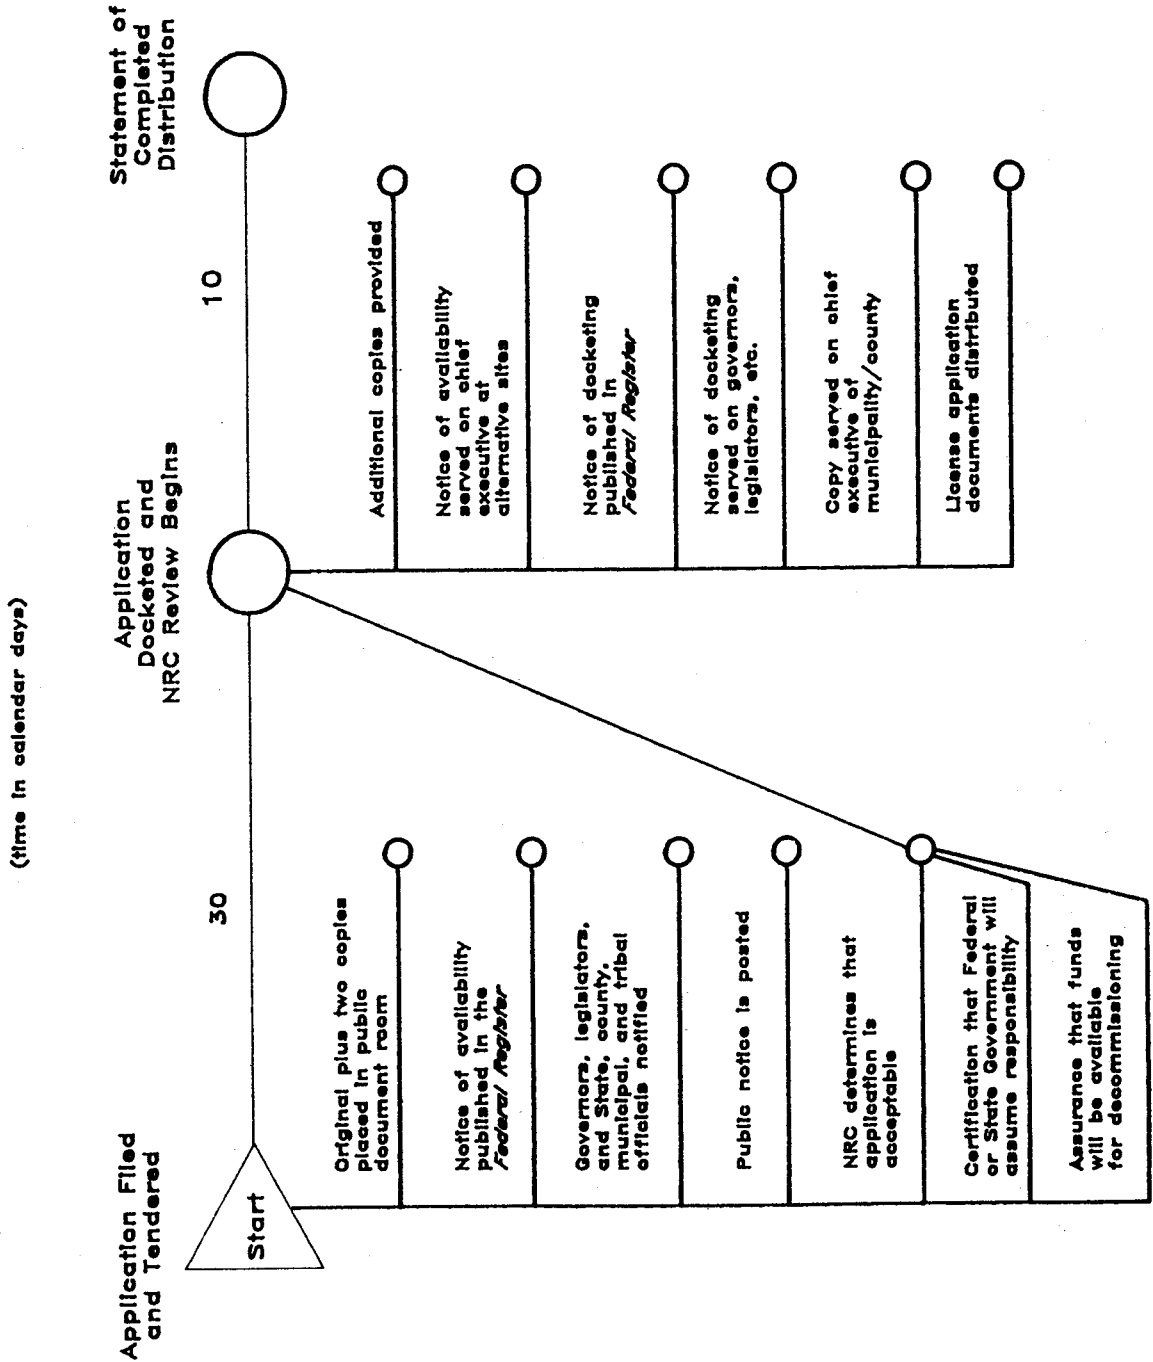 (time in calendar days)
Application Filed
and Tendered
Application
Docketed and
NRC Review Begins
Statement of
Completed
Distribution
30
10
Start
Original plus two copies
placed in public
document room
Notice of availability
published in the
Federal Register
Governors, legislators,
and State, county,
municipal, and tribal
officials notified
Public notice is posted
NRC determines that
application is
acceptable
Certification that Federal
or State Government will
assume responsibility
Assurance that funds
will be available
for decommissioning
Additional copies provided
Notice of availability
served on chief
executive at
alternative sites
Notice of docketing
published in
Federal Register
Notice of docketing
served on governors,
legislators, etc.
Copy served on chief
executive of
municipality/county
License application
documents distributed